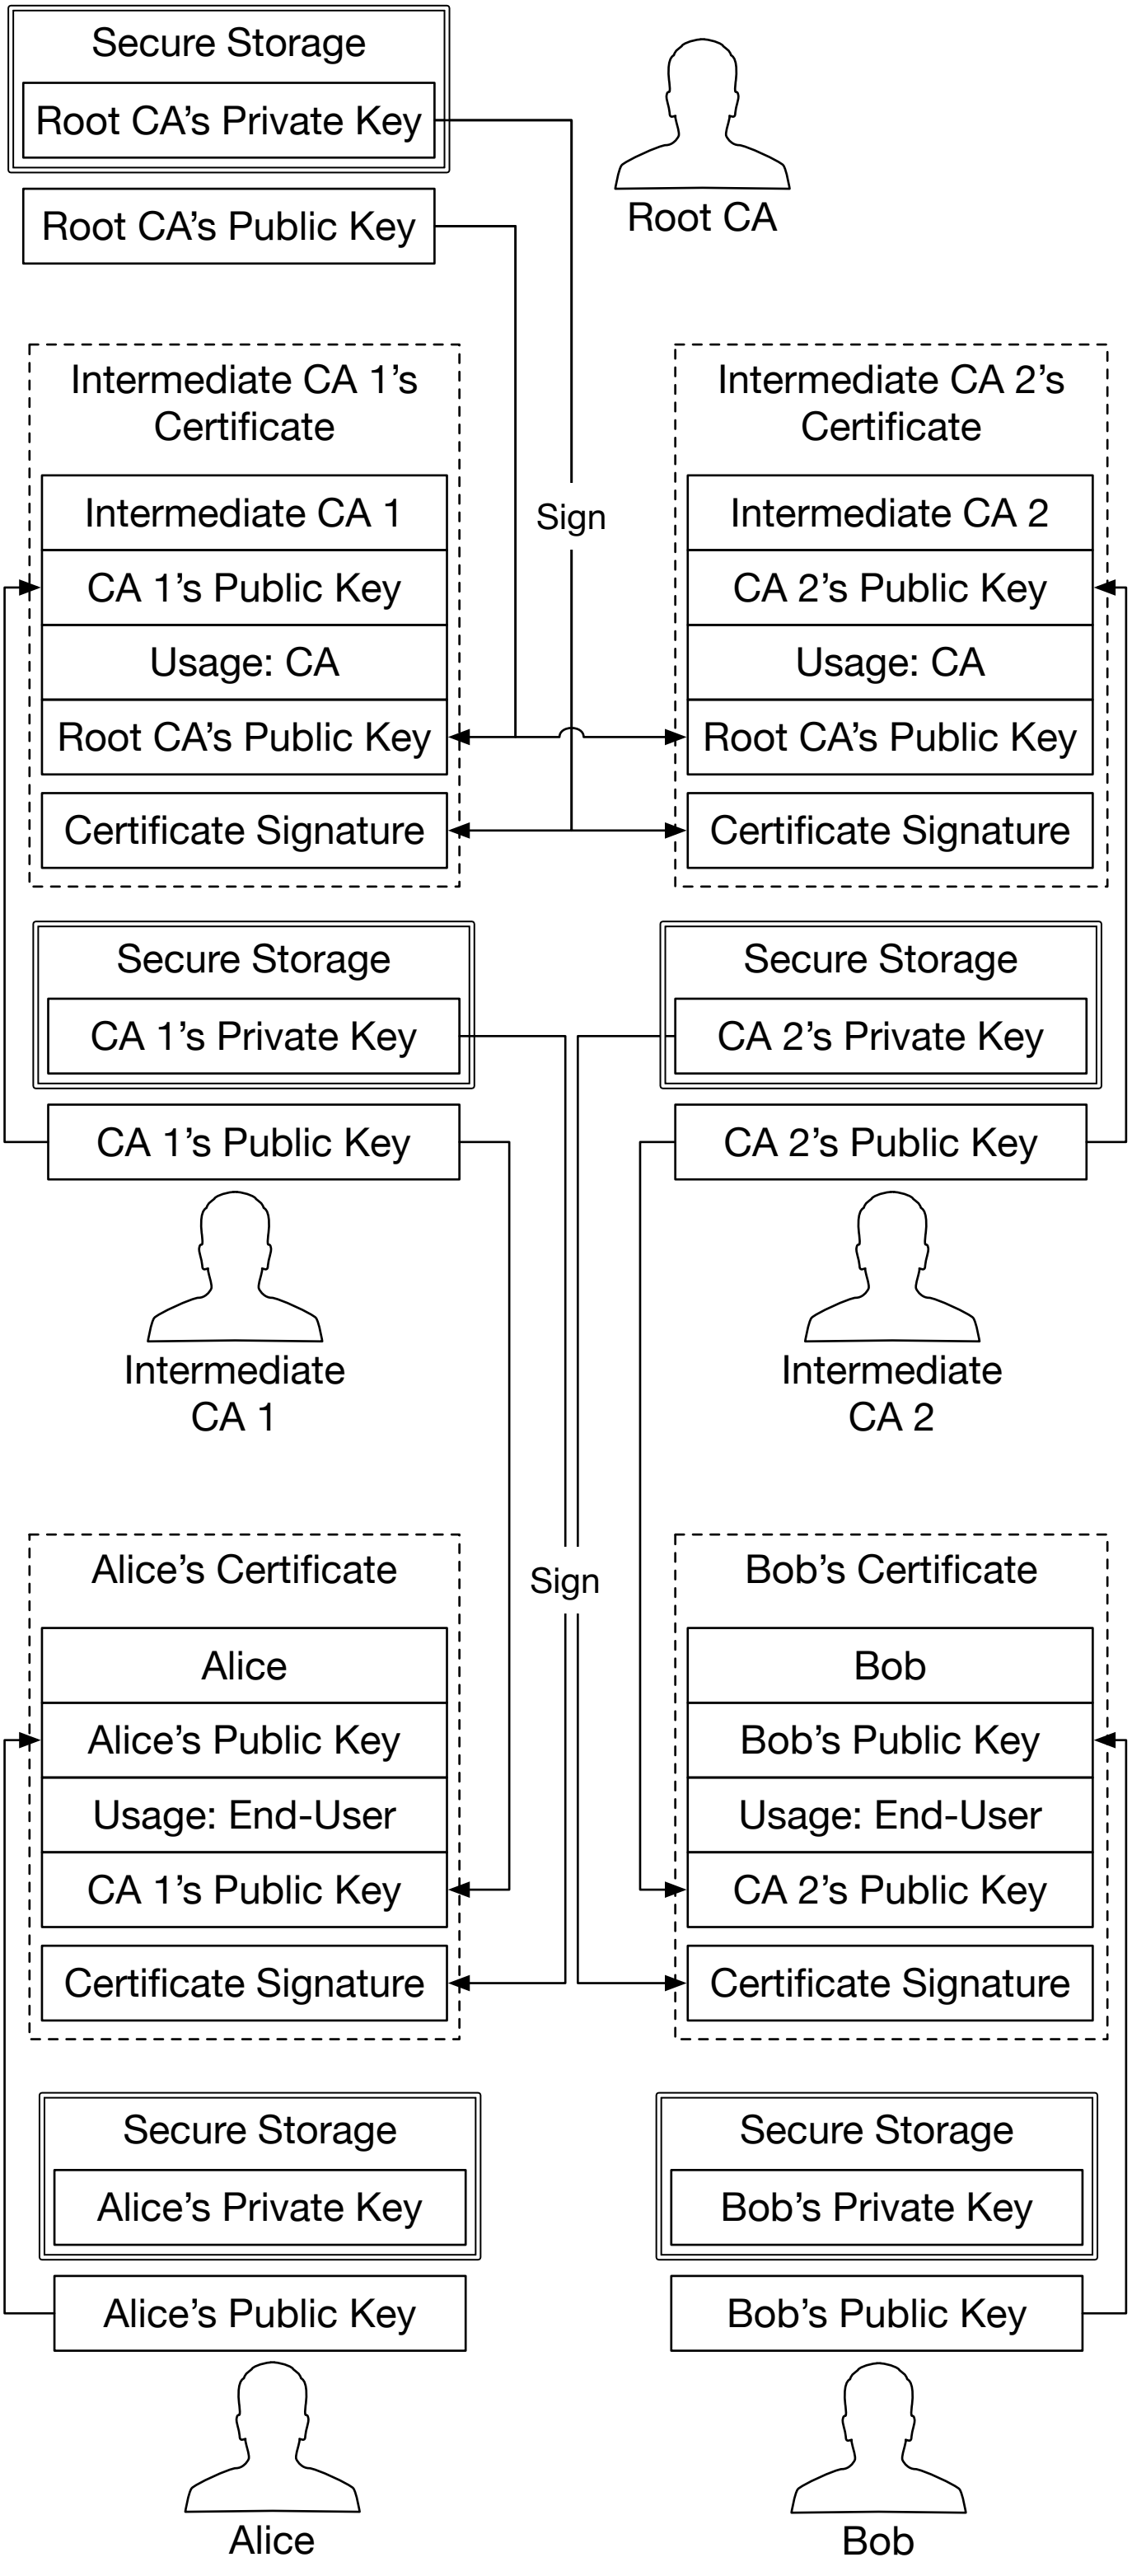 Secure Storage
Root CA’s Private Key
Root CA’s Public Key
Root CA
Intermediate CA 1’s
Certificate
Intermediate CA 1
CA 1’s Public Key
Usage: CA
Root CA’s Public Key
Certificate Signature
Sign
Intermediate CA 2’s
Certificate
Intermediate CA 2
CA 2’s Public Key
Usage: CA
Root CA’s Public Key
Certificate Signature
Secure Storage
CA 1’s Private Key
CA 1’s Public Key
Intermediate
CA 1
Secure Storage
CA 2’s Private Key
CA 2’s Public Key
Intermediate
CA 2
Alice’s Certificate
Alice
Alice’s Public Key
Usage: End-User
CA 1’s Public Key
Certificate Signature
Sign
Bob’s Certificate
Bob
Bob’s Public Key
Usage: End-User
CA 2’s Public Key
Certificate Signature
Secure Storage
Alice’s Private Key
Alice’s Public Key
Alice
Secure Storage
Bob’s Private Key
Bob’s Public Key
Bob